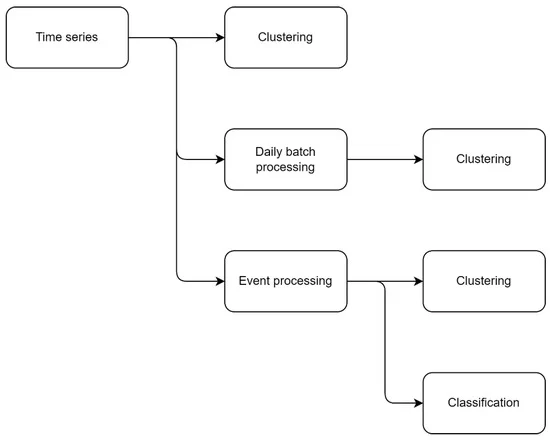 Time series
Clustering
Daily batch
processing
Clustering
Event processing
Clustering
Classification